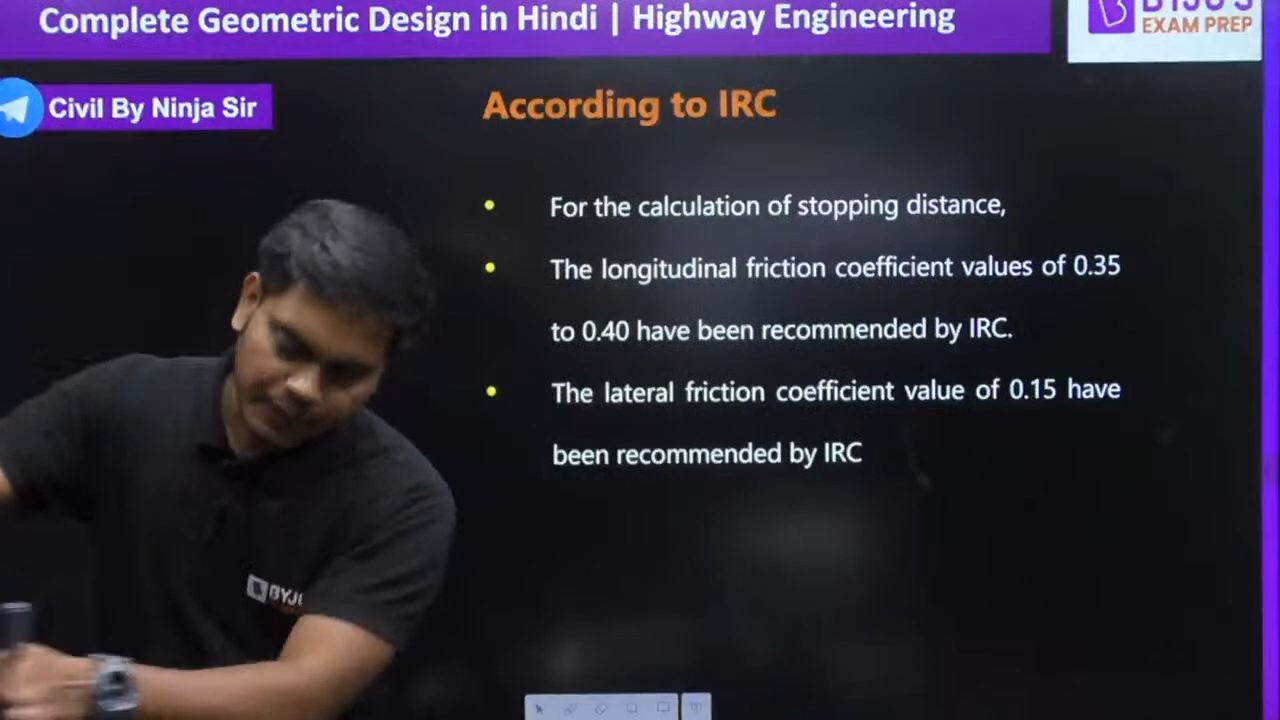 Complete Geometric Design in Hindi | Highway Engineering
EXAM PREP
Civil By Ninja Sir
According to IRC
• For the calculation of stopping distance,
• The longitudinal friction coefficient values of 0.35
to 0.40 have been recommended by IRC.
• The lateral friction coefficient value of 0.15 have
been recommended by IRC